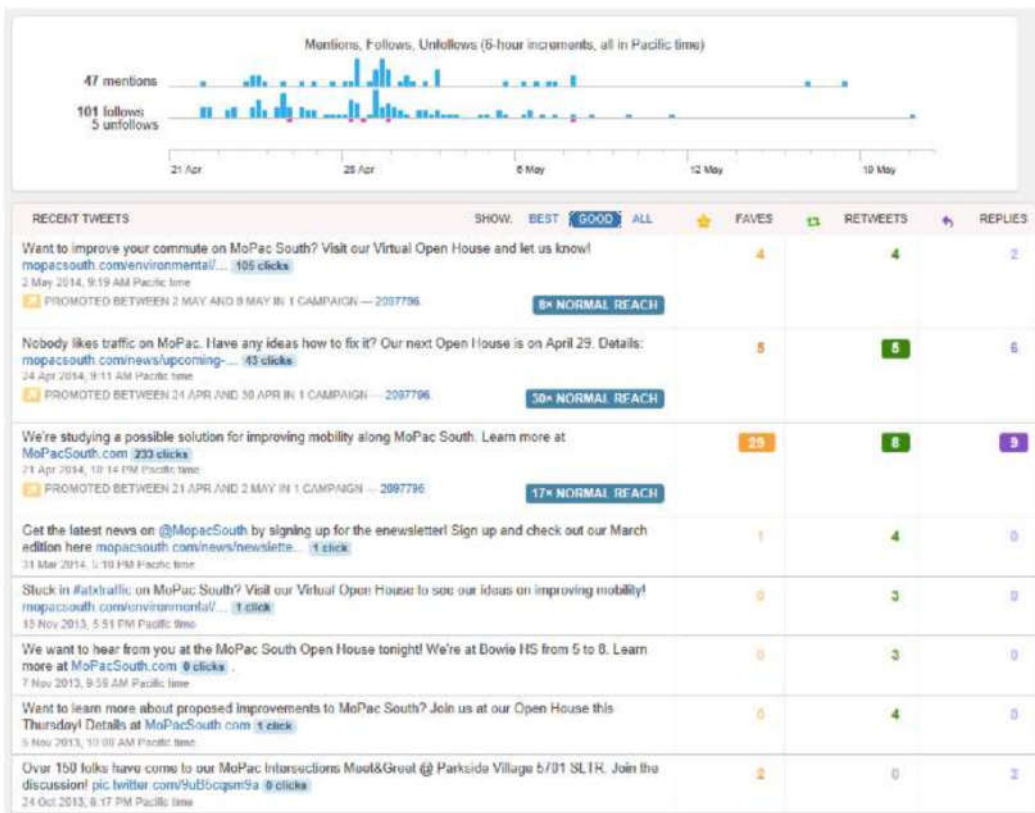 Mentions, Follows, Unfollows (6-hour increments, all in Pacific time)
47 mentions
101 follows
5 unfollows
21 Apr 28 Apr 5 May 12 May 19 May
RECENT TWEETS SHOW: BEST GOOD ALL FAVES RETWEETS REPLIES
Want to improve your commute on MoPac South? Visit our Virtual Open House and let us know! 4 4 2
mopacsouth.com/environmental/... 105 clicks
2 May 2014, 9:19 AM Pacific time
PROMOTED BETWEEN 2 MAY AND 9 MAY IN 1 CAMPAIGN — 2097796 8× NORMAL REACH
Nobody likes traffic on MoPac. Have any ideas how to fix it? Our next Open House is on April 29. Details: 5 5 6
mopacsouth.com/news/upcoming-... 43 clicks
24 Apr 2014, 9:11 AM Pacific time
PROMOTED BETWEEN 24 APR AND 30 APR IN 1 CAMPAIGN — 2097796 30× NORMAL REACH
We're studying a possible solution for improving mobility along MoPac South. Learn more at 29 8 9
MoPacSouth.com 233 clicks
21 Apr 2014, 10:14 PM Pacific time
PROMOTED BETWEEN 21 APR AND 2 MAY IN 1 CAMPAIGN — 2097796 17× NORMAL REACH
Get the latest news on @MopacSouth by signing up for the enewsletter! Sign up and check out our March 1 4 0
edition here mopacsouth.com/news/newslette... 1 click
31 Mar 2014, 5:10 PM Pacific time
Stuck in #atxtraffic on MoPac South? Visit our Virtual Open House to see our ideas on improving mobility! 0 3 0
mopacsouth.com/environmental/... 1 click
15 Nov 2013, 5:51 PM Pacific time
We want to hear from you at the MoPac South Open House tonight! We're at Bowie HS from 5 to 8. Learn 0 3 0
more at MoPacSouth.com 0 clicks .
7 Nov 2013, 9:59 AM Pacific time
Want to learn more about proposed improvements to MoPac South? Join us at our Open House this 0 4 0
Thursday! Details at MoPacSouth.com 1 click
5 Nov 2013, 10:00 AM Pacific time
Over 150 folks have come to our MoPac Intersections Meet&Greet @ Parkside Village 5701 SLTR. Join the 2 0
discussion! 0 clicks
24 Oct 2013, 6:17 PM Pacific time